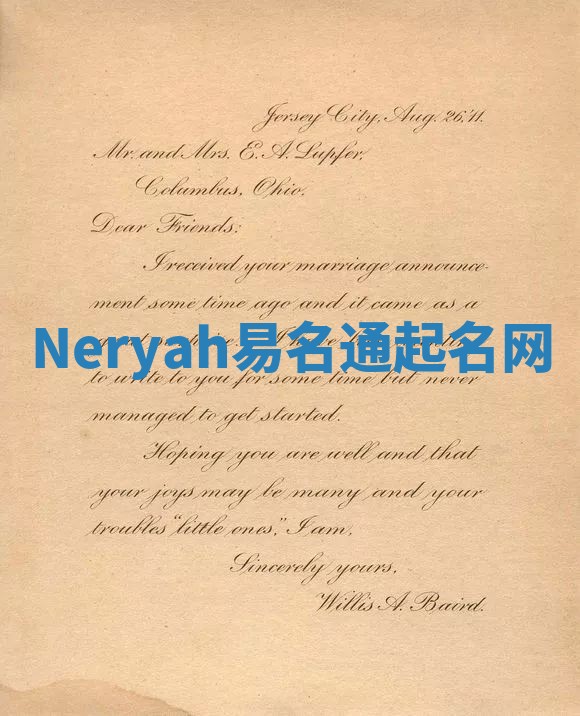 Jersey City, Aug. 26, '11.
Mr. and Mrs. E. A. Lupfer,
Columbus, Ohio.
Dear Friends:
I received your marriage announce-
ment some time ago and it came as a
Neryah易名通起名网
to write to you for some time but never
managed to get started.
Hoping you are well and that
your joys may be many and your
troubles "little ones," I am,
Sincerely yours,
Willis A. Baird.